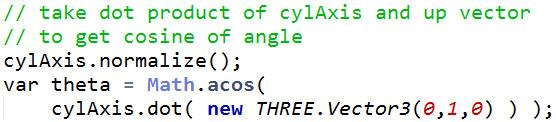 // take dot product of cylAxis and up vector
// to get cosine of angle
cylAxis.normalize();
var theta = Math.acos(
    cylAxis.dot( new THREE.Vector3(0,1,0) ) );